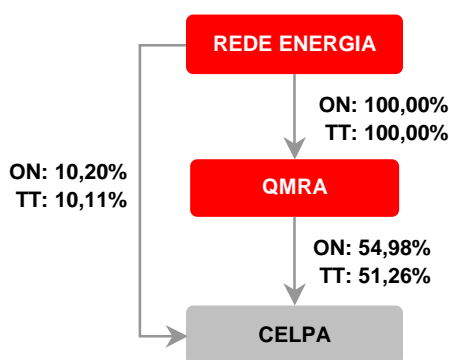 REDE ENERGIA
ON: 100,00%
TT: 100,00%
ON: 10,20%
TT: 10,11%
QMRA
ON: 54,98%
TT: 51,26%
CELPA